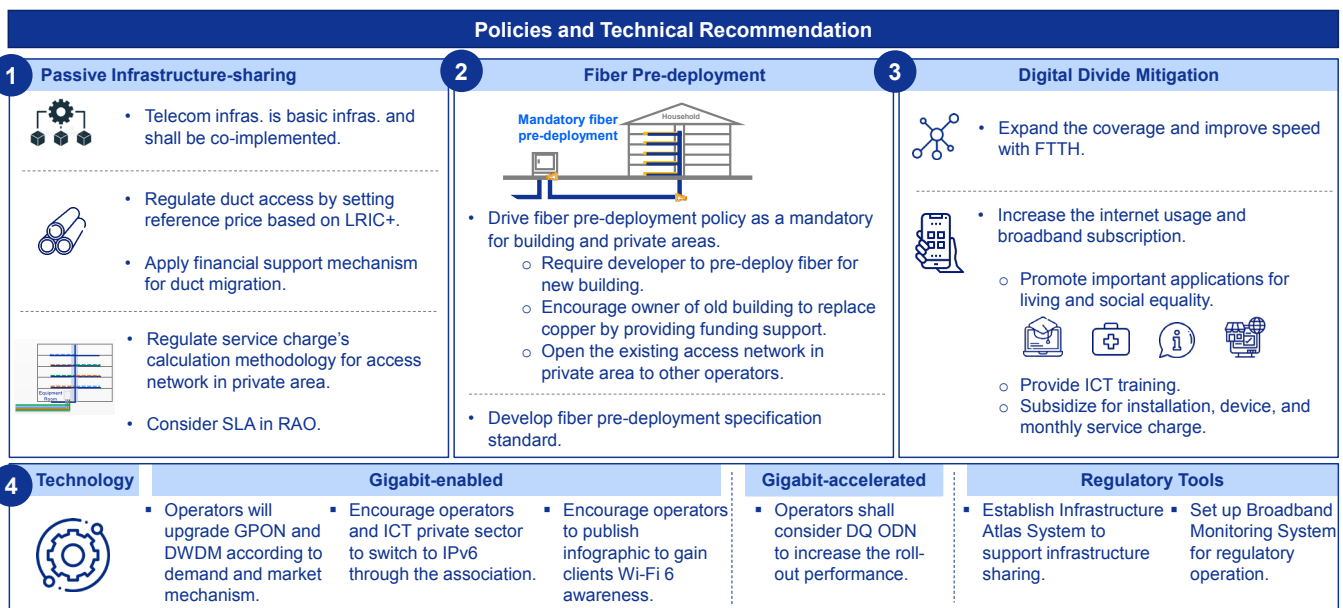 Policies and Technical Recommendation
1
Passive Infrastructure-sharing
• Telecom infras. is basic infras. and
shall be co-implemented.
• Regulate duct access by setting
reference price based on LRIC+.
• Apply financial support mechanism
for duct migration.
Equipment
Room
• Regulate service charge's
calculation methodology for access
network in private area.
• Consider SLA in RAO.
2
Fiber Pre-deployment
Mandatory fiber
pre-deployment
Household
• Drive fiber pre-deployment policy as a mandatory
for building and private areas.
o Require developer to pre-deploy fiber for
new building.
o Encourage owner of old building to replace
copper by providing funding support.
o Open the existing access network in
private area to other operators.
• Develop fiber pre-deployment specification
standard.
3
Digital Divide Mitigation
• Expand the coverage and improve speed
with FTTH.
• Increase the internet usage and
broadband subscription.
o Promote important applications for
living and social equality.
o Provide ICT training.
o Subsidize for installation, device, and
monthly service charge.
4
Technology
Gigabit-enabled
▪ Operators will
upgrade GPON and
DWDM according to
demand and market
mechanism.
▪ Encourage operators
and ICT private sector
to switch to IPv6
through the association.
▪ Encourage operators
to publish
infographic to gain
clients Wi-Fi 6
awareness.
Gigabit-accelerated
▪ Operators shall
consider DQ ODN
to increase the roll-
out performance.
Regulatory Tools
▪ Establish Infrastructure
Atlas System to
support infrastructure
sharing.
▪ Set up Broadband
Monitoring System
for regulatory
operation.